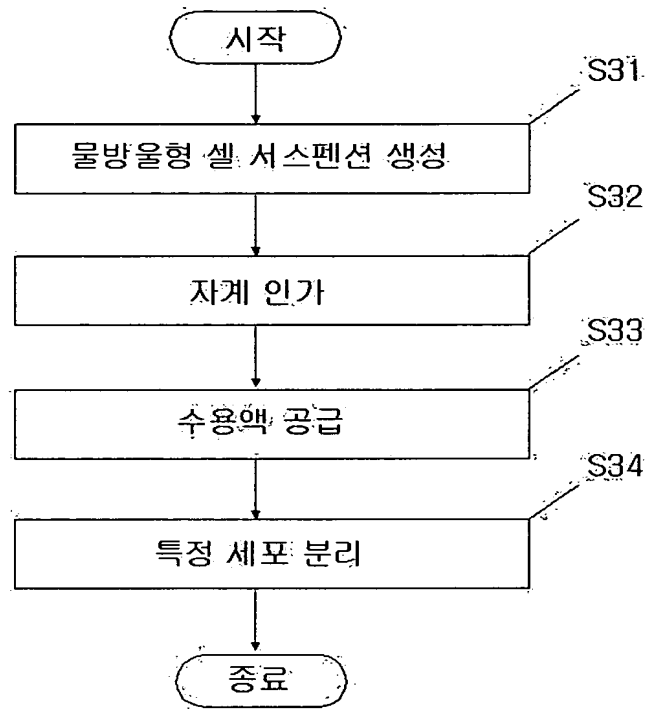 시작
S31
물방울형 셀 서스펜션 생성
S32
자계 인가
S33
수용액 공급
S34
특정 세포 분리
종료